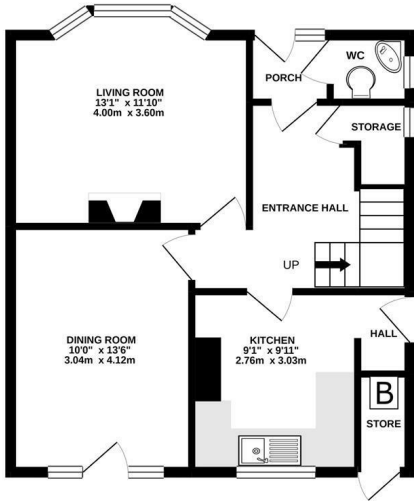 LIVING ROOM
13'1" x 11'10"
4.00m x 3.60m
PORCH
WC
STORAGE
ENTRANCE HALL
UP
DINING ROOM
10'0" x 13'6"
3.04m x 4.12m
KITCHEN
9'1" x 9'11"
2.76m x 3.03m
HALL
B
STORE